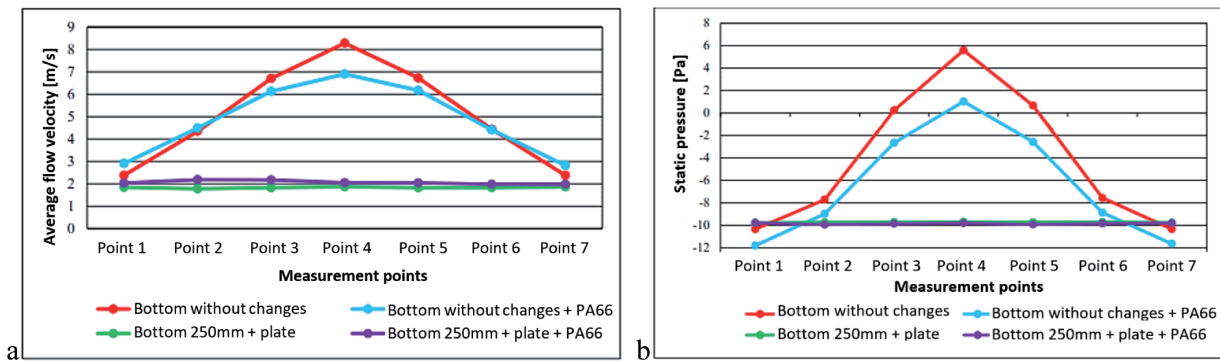 Average flow velocity [m/s]
9
8
7
6
5
4
3
2
1
0
Point 1 Point 2 Point 3 Point 4 Point 5 Point 6 Point 7
Measurement points
Bottom without changes Bottom without changes + PA66
Bottom 250mm + plate Bottom 250mm + plate + PA66
a
Static pressure [Pa]
8
6
4
2
0
-2
-4
-6
-8
-10
-12
Point 1 Point 2 Point 3 Point 4 Point 5 Point 6 Point 7
Measurement points
Bottom without changes Bottom without changes + PA66
Bottom 250mm + plate Bottom 250mm + plate + PA66
b